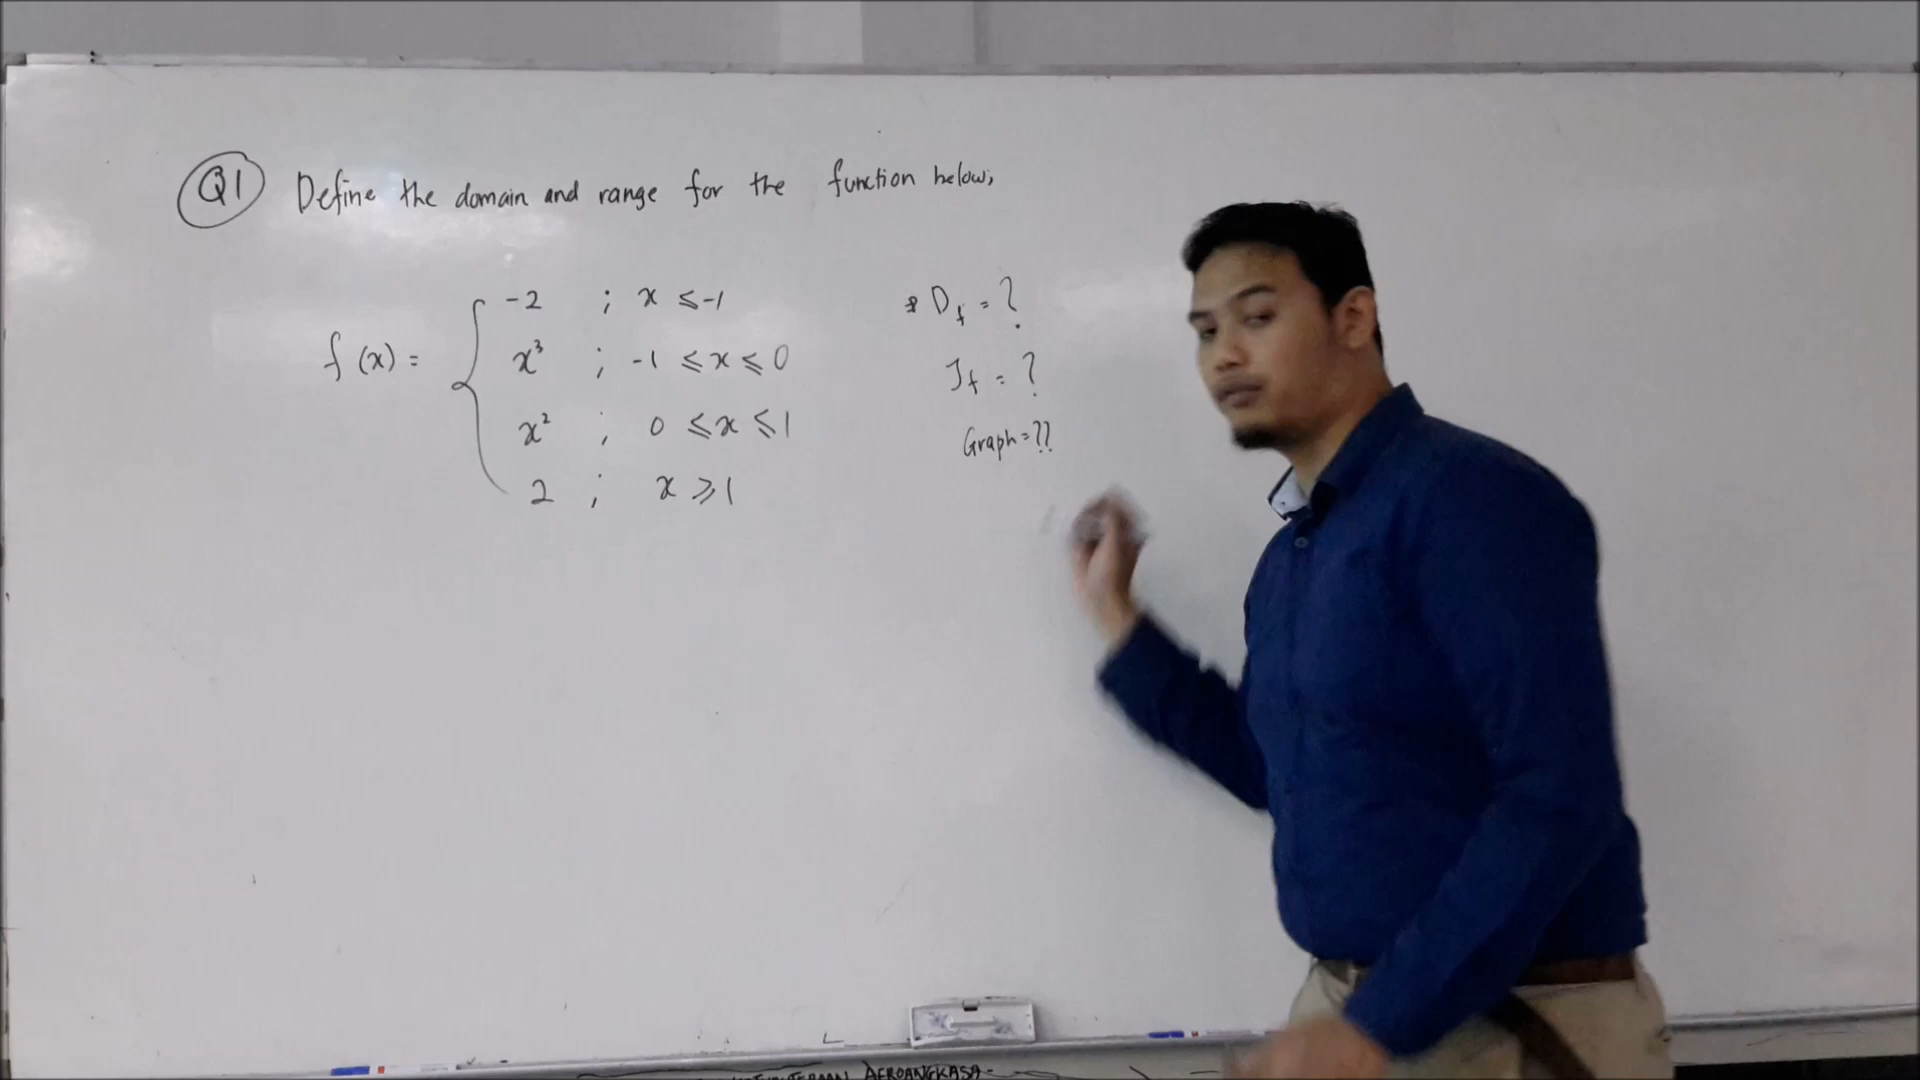 Q1 Define the domain and range for the function below;
f(x) =
-2 ; x ≤ -1
x³ ; -1 ≤ x ≤ 0
x² ; 0 ≤ x ≤ 1
2 ; x ≥ 1
* D_f = ?
I_f = ?
Graph = ??
AEROANGKASA